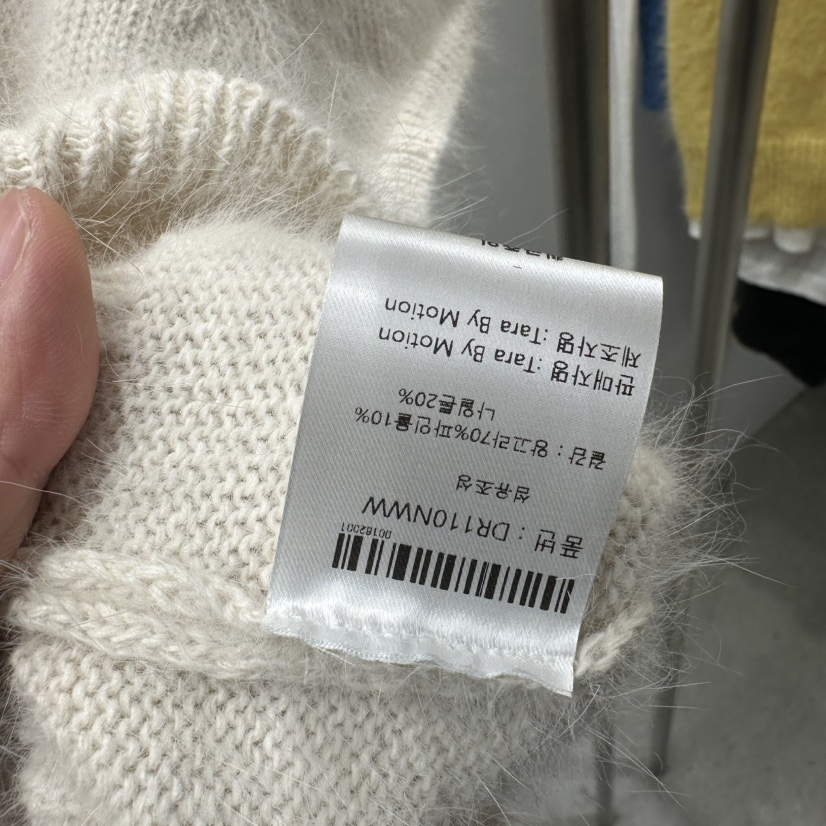 00182001
품번 : DR110NWW
섬유조성
겉감 : 앙고라70%파인울10%
나일론20%
판매자명 : Tara By Motion
제조자명 : Tara By Motion